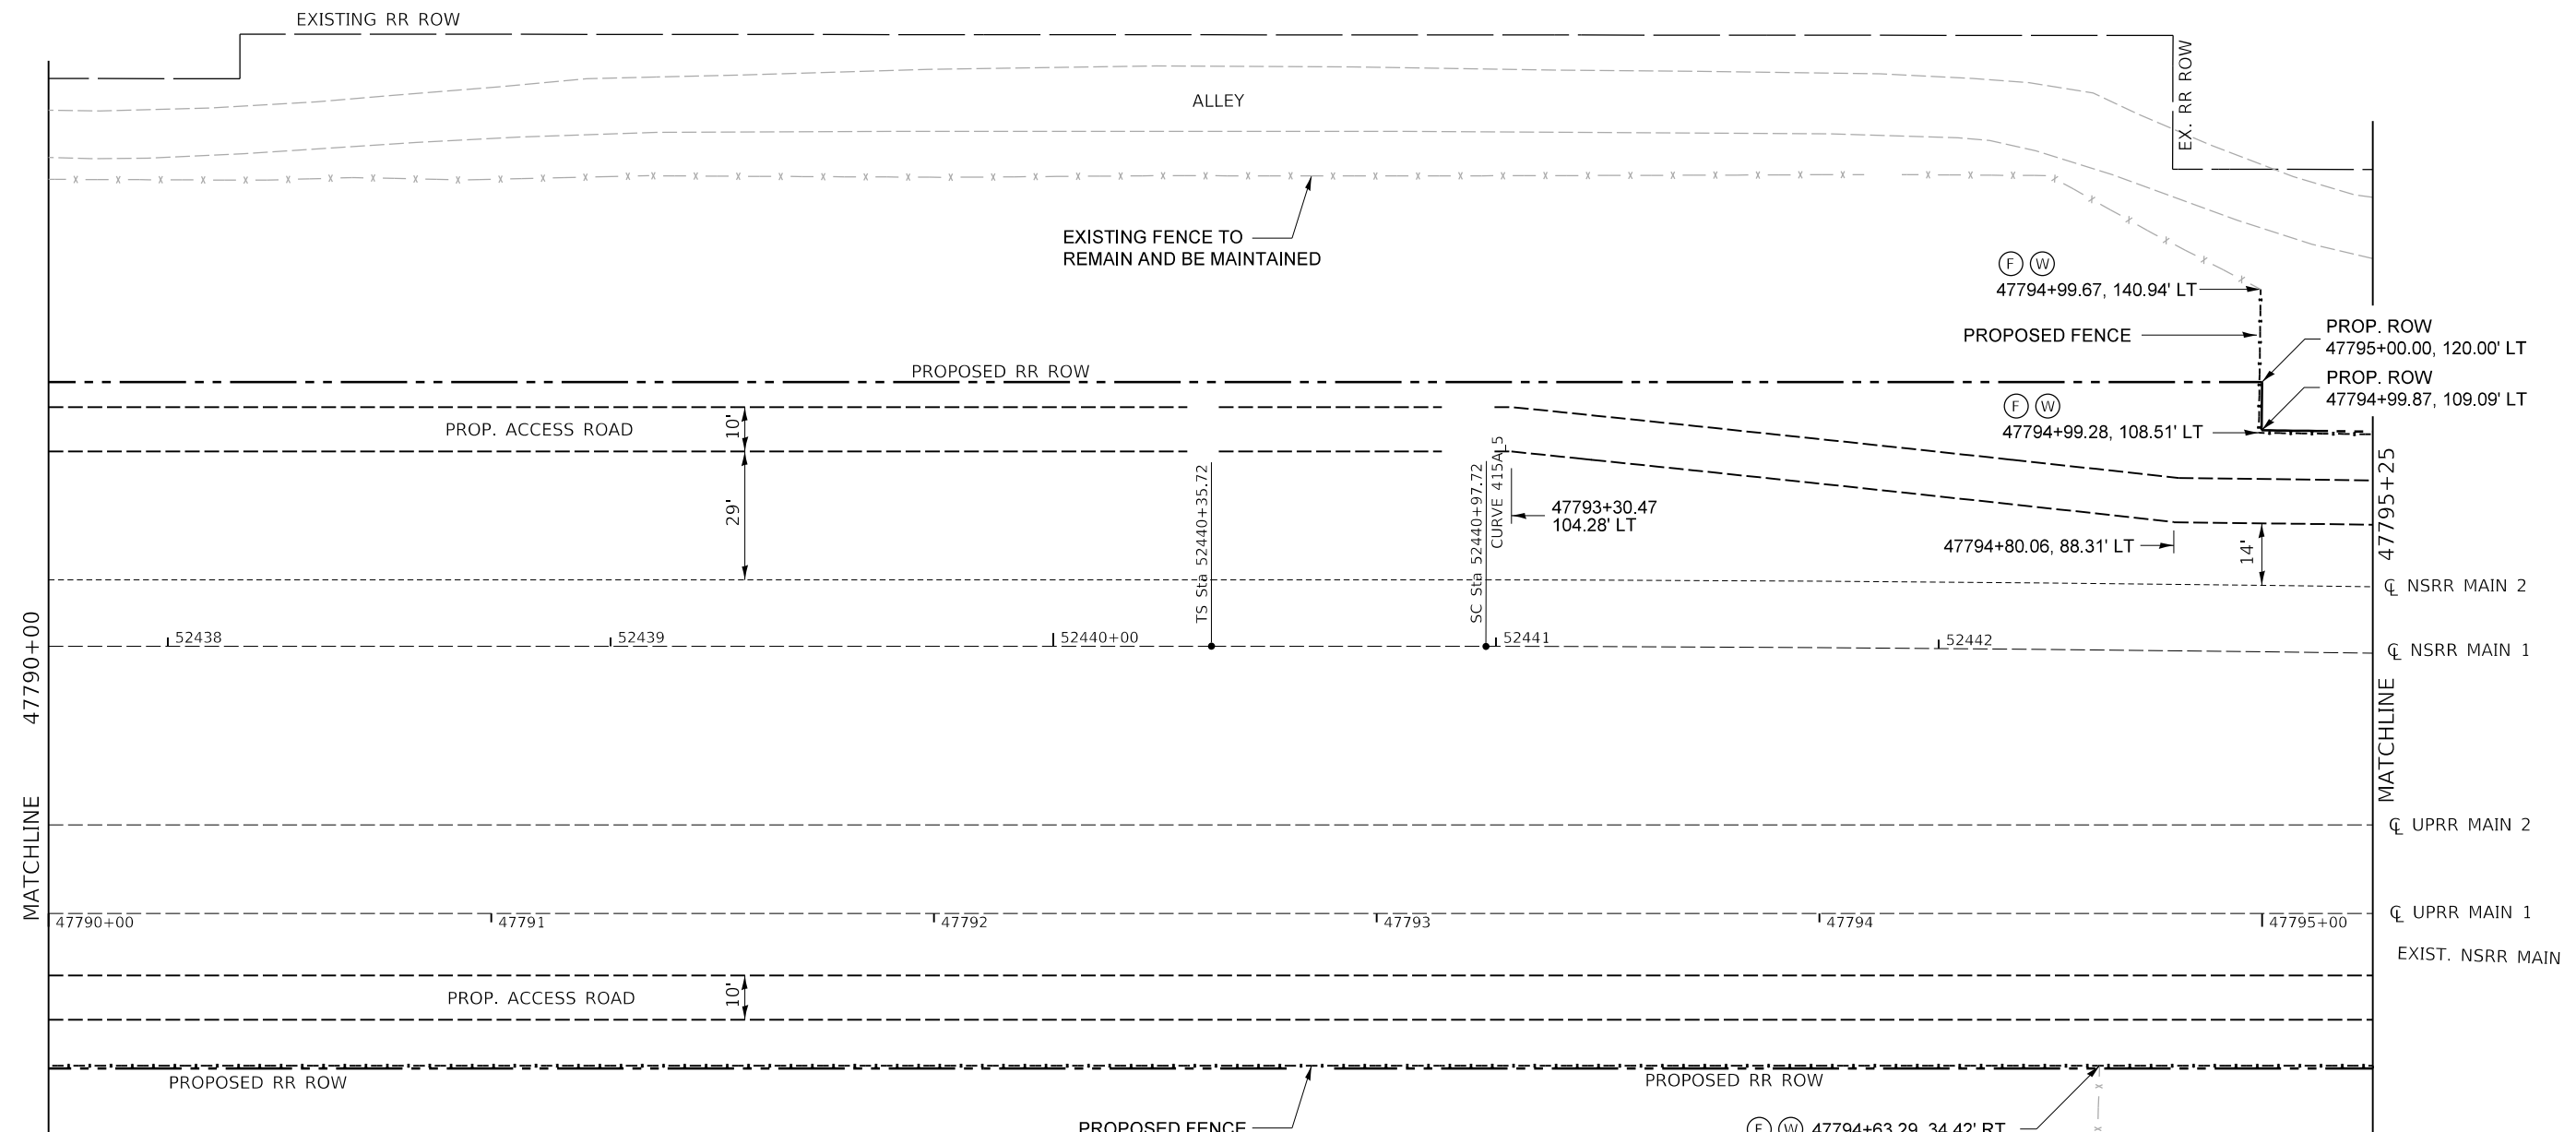 EXISTING RR ROW
EX. RR ROW
ALLEY
EXISTING FENCE TO
REMAIN AND BE MAINTAINED
F W
47794+99.67, 140.94' LT
PROPOSED FENCE
PROP. ROW
47795+00.00, 120.00' LT
PROP. ROW
47794+99.87, 109.09' LT
PROPOSED RR ROW
F W
47794+99.28, 108.51' LT
PROP. ACCESS ROAD
10'
29'
TS Sta 52440+35.72
SC Sta 52440+97.72
CURVE 415A_5
47793+30.47
104.28' LT
47794+80.06, 88.31' LT
14'
47795+25
MATCHLINE
℄ NSRR MAIN 2
52438
52439
52440+00
52441
52442
℄ NSRR MAIN 1
47790+00
MATCHLINE
℄ UPRR MAIN 2
47790+00
47791
47792
47793
47794
47795+00
℄ UPRR MAIN 1
EXIST. NSRR MAIN
PROP. ACCESS ROAD
10'
PROPOSED RR ROW
PROPOSED RR ROW
PROPOSED FENCE
F W 47794+63.29, 34.42' RT